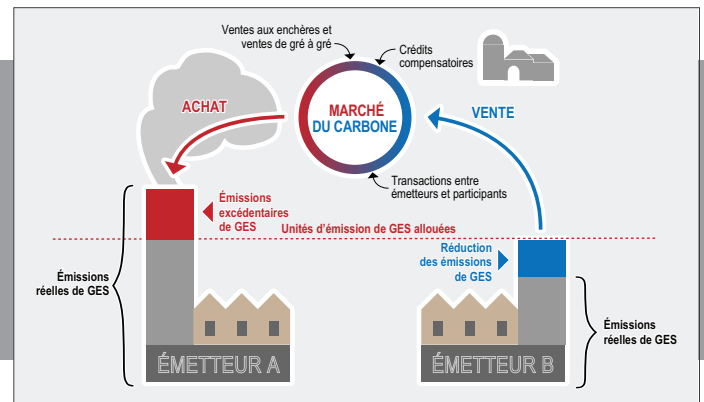 Ventes aux enchères et
ventes de gré à gré
Crédits
compensatoires
ACHAT
MARCHÉ
DU CARBONE
VENTE
Transactions entre
émetteurs et participants
Émissions
excédentaires
de GES
Unités d’émission de GES allouées
Réduction
des émissions
de GES
Émissions
réelles de GES
Émissions
réelles de GES
ÉMETTEUR A
ÉMETTEUR B